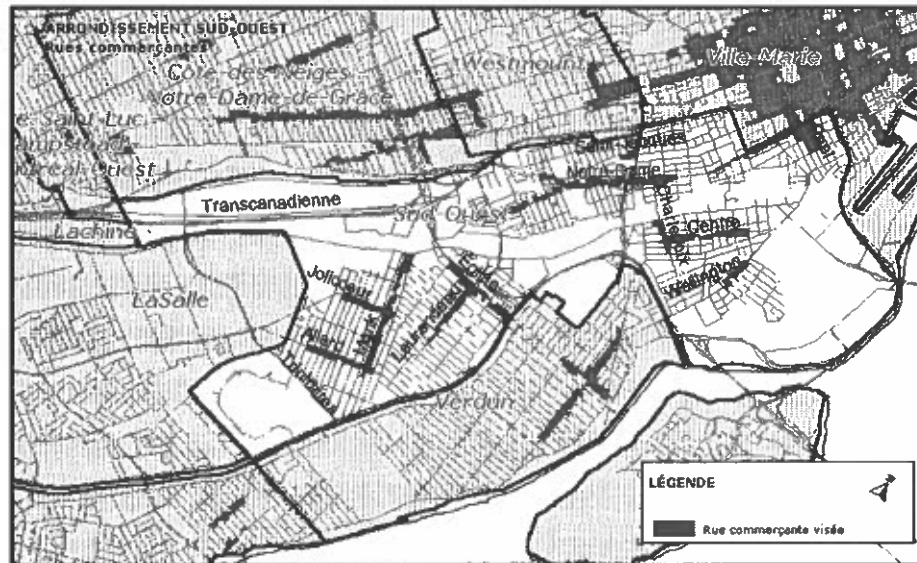 ARRONDISSEMENT SUD-OUEST
Rues commerçantes
Côte-des-Neiges
Notre-Dame-de-Grâce
Westmount
Ville-Marie
Transcanadienne
Sud-Ouest
Notre-Dame
Lachine
LaSalle
Charlevoix
Centre
Wellington
Jolicoeur
Monk
Allard
Laurendeau
Verdun
LÉGENDE
Rue commerçante visée